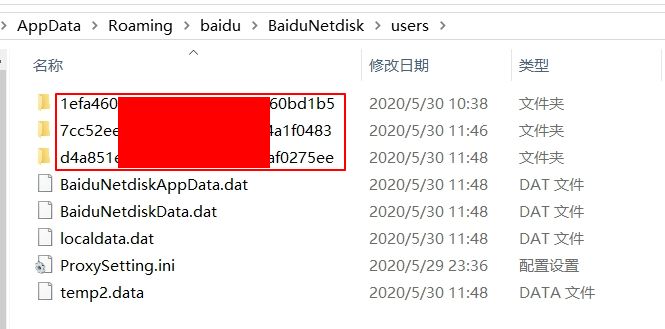 AppData > Roaming > baidu > BaiduNetdisk > users >
名称 修改日期 类型
1efa460 60bd1b5 2020/5/30 10:38 文件夹
7cc52ee 4a1f0483 2020/5/30 11:46 文件夹
d4a851e af0275ee 2020/5/30 11:48 文件夹
BaiduNetdiskAppData.dat 2020/5/30 11:48 DAT 文件
BaiduNetdiskData.dat 2020/5/30 11:48 DAT 文件
localdata.dat 2020/5/30 11:48 DAT 文件
ProxySetting.ini 2020/5/29 23:36 配置设置
temp2.data 2020/5/30 11:48 DATA 文件